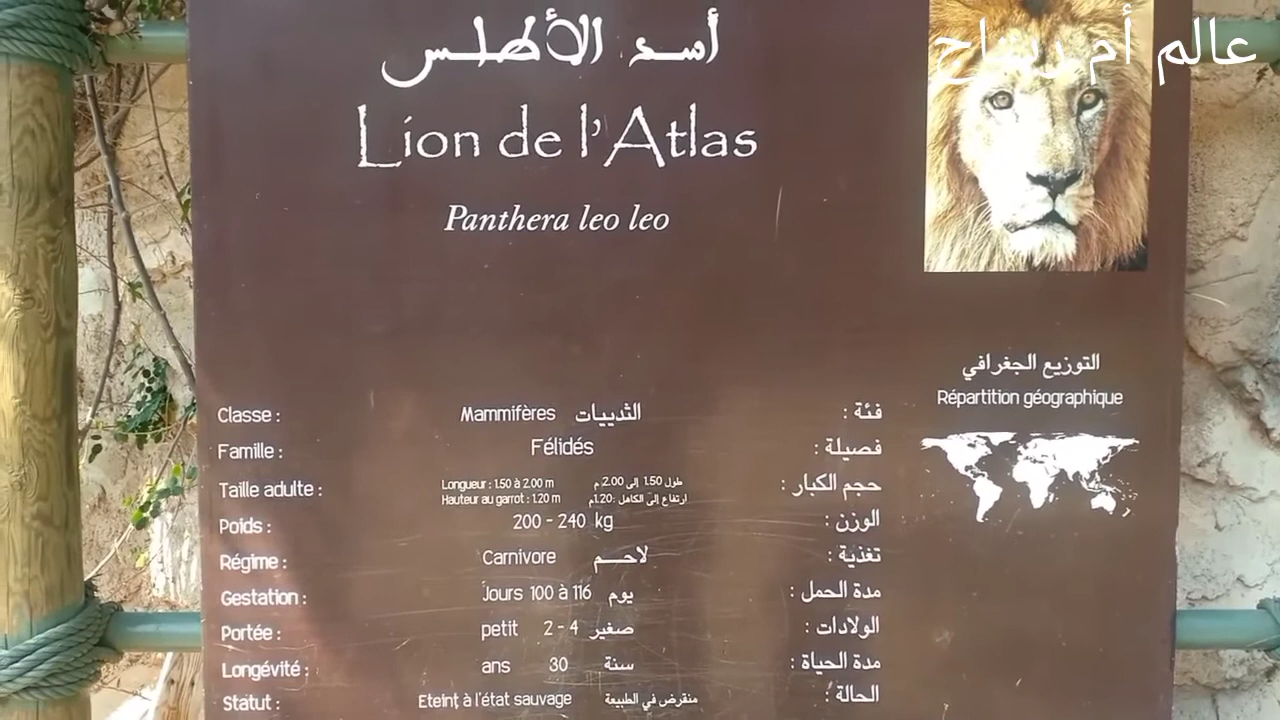 عالم أم رضاح
أسد الأطلس
Lion de l'Atlas
Panthera leo leo
التوزيع الجغرافي
Répartition géographique
Classe : Mammifères الثدييات فئة :
Famille : Félidés فصيلة :
Taille adulte : Longueur : 1.50 à 2.00 m طول 1.50 إلى 2.00 م حجم الكبار :
Hauteur au garrot : 1.20 m ارتفاع إلى الكاهل :1.20م
Poids : 200 - 240 kg الوزن :
Régime : Carnivore لاحم تغذية :
Gestation : Jours 100 à 116 يوم مدة الحمل :
Portée : petit 2 - 4 صغير الولادات :
Longévité : ans 30 سنة مدة الحياة :
Statut : Eteint à l'état sauvage منقرض في الطبيعة الحالة :